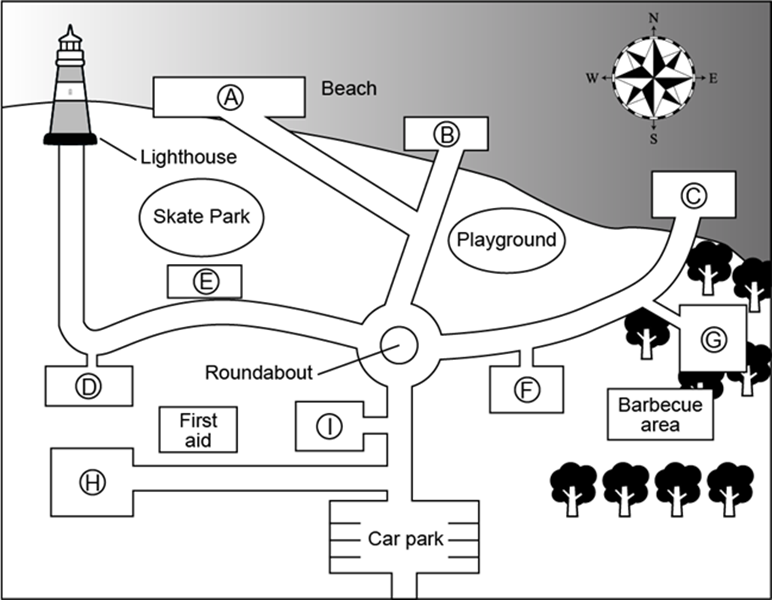 N
W E
S
Beach
A
B
Lighthouse
C
Skate Park
Playground
E
G
Roundabout
D
F
First
aid
I
Barbecue
area
H
Car park